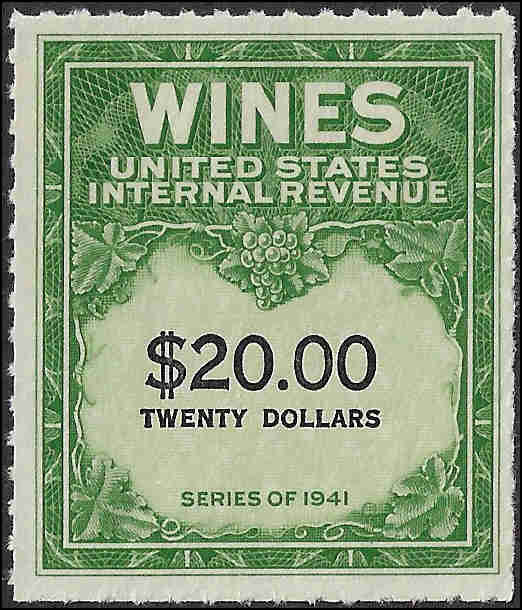 WINES
UNITED STATES
INTERNAL REVENUE
$20.00
TWENTY DOLLARS
SERIES OF 1941